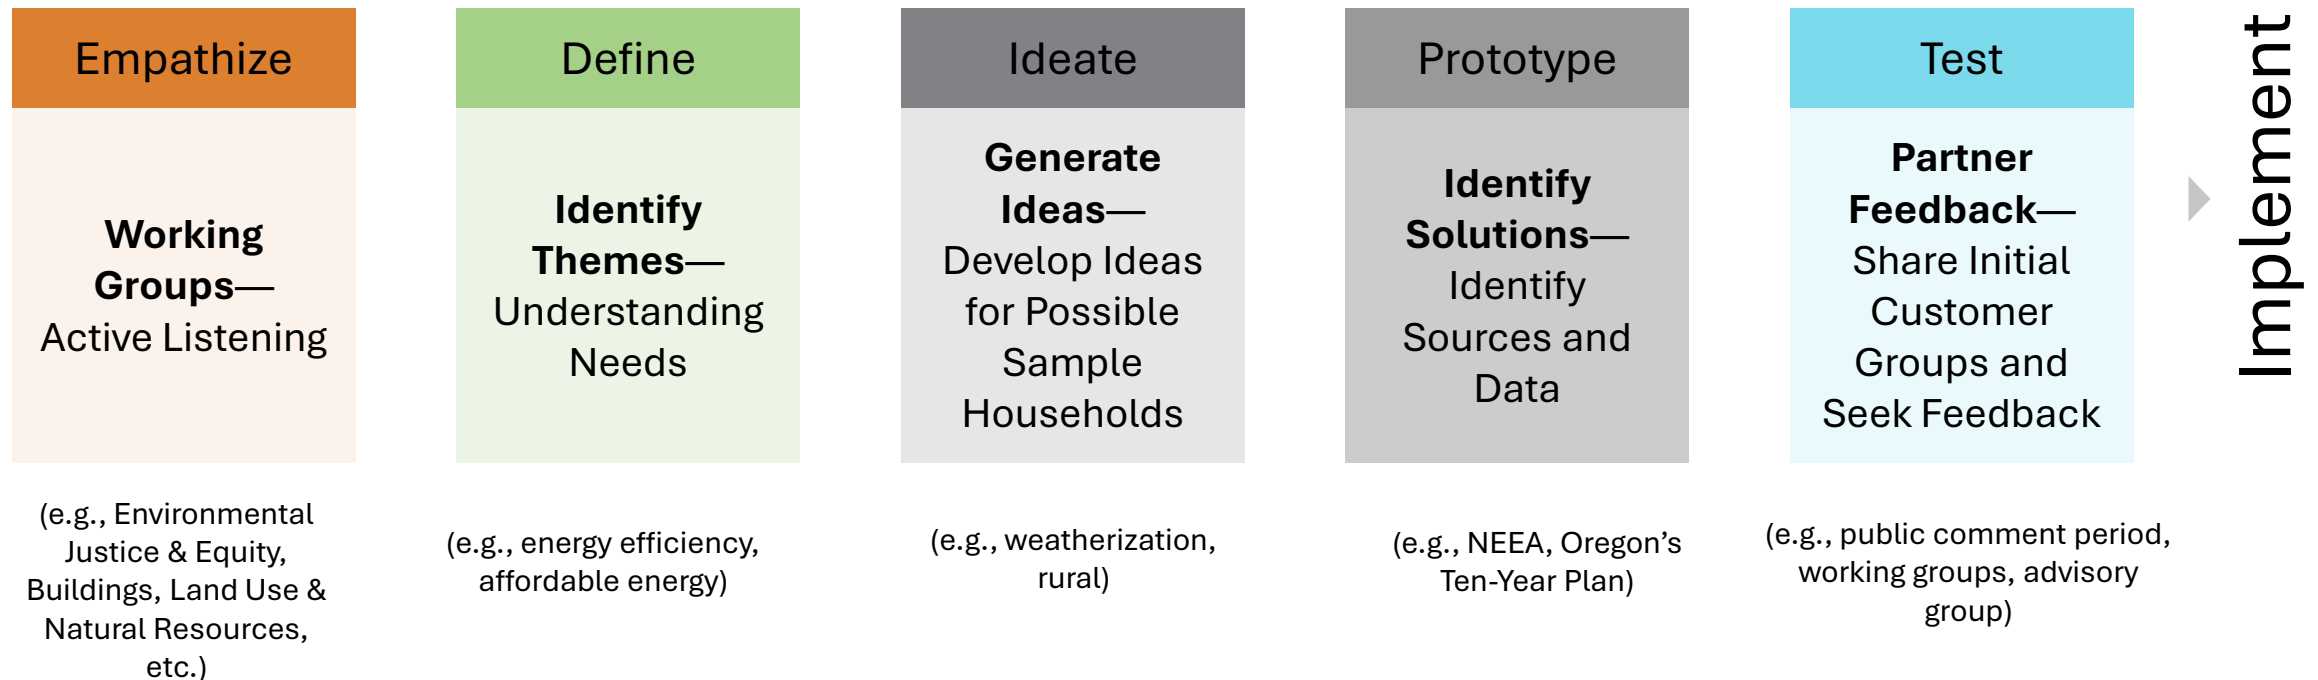 Empathize
Working
Groups—
Active Listening
(e.g., Environmental
Justice & Equity,
Buildings, Land Use &
Natural Resources,
etc.)
Define
Identify
Themes—
Understanding
Needs
(e.g., energy efficiency,
affordable energy)
Ideate
Generate
Ideas—
Develop Ideas
for Possible
Sample
Households
(e.g., weatherization,
rural)
Prototype
Identify
Solutions—
Identify
Sources and
Data
(e.g., NEEA, Oregon’s
Ten-Year Plan)
Test
Partner
Feedback—
Share Initial
Customer
Groups and
Seek Feedback
(e.g., public comment period,
working groups, advisory
group)
Implement